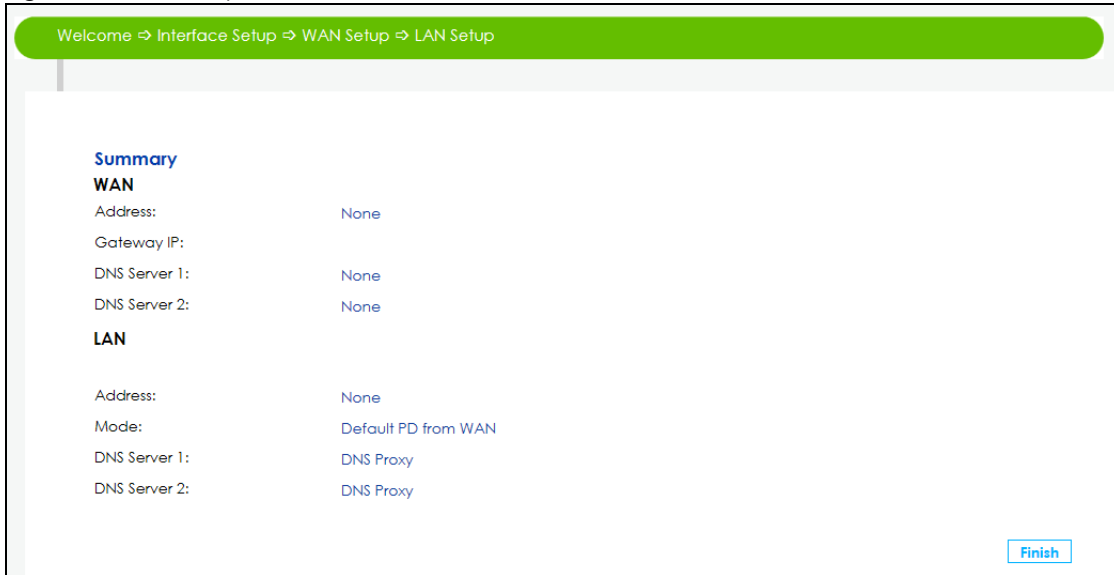 Welcome ⇨ Interface Setup ⇨ WAN Setup ⇨ LAN Setup
Summary
WAN
Address: None
Gateway IP:
DNS Server 1: None
DNS Server 2: None
LAN
Address: None
Mode: Default PD from WAN
DNS Server 1: DNS Proxy
DNS Server 2: DNS Proxy
Finish